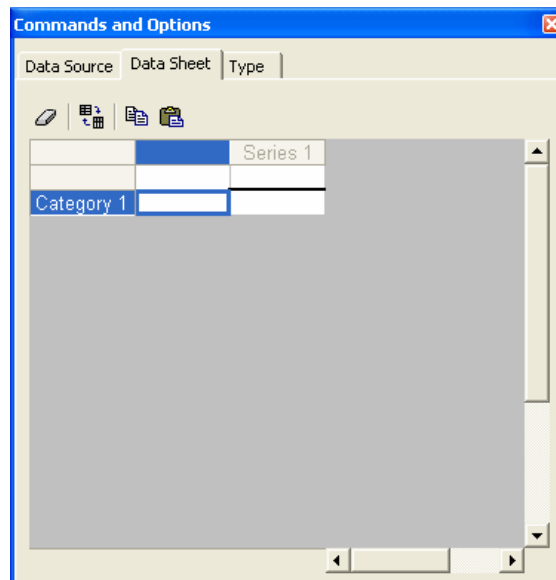 Commands and Options
Data Source Data Sheet Type
Series 1
Category 1